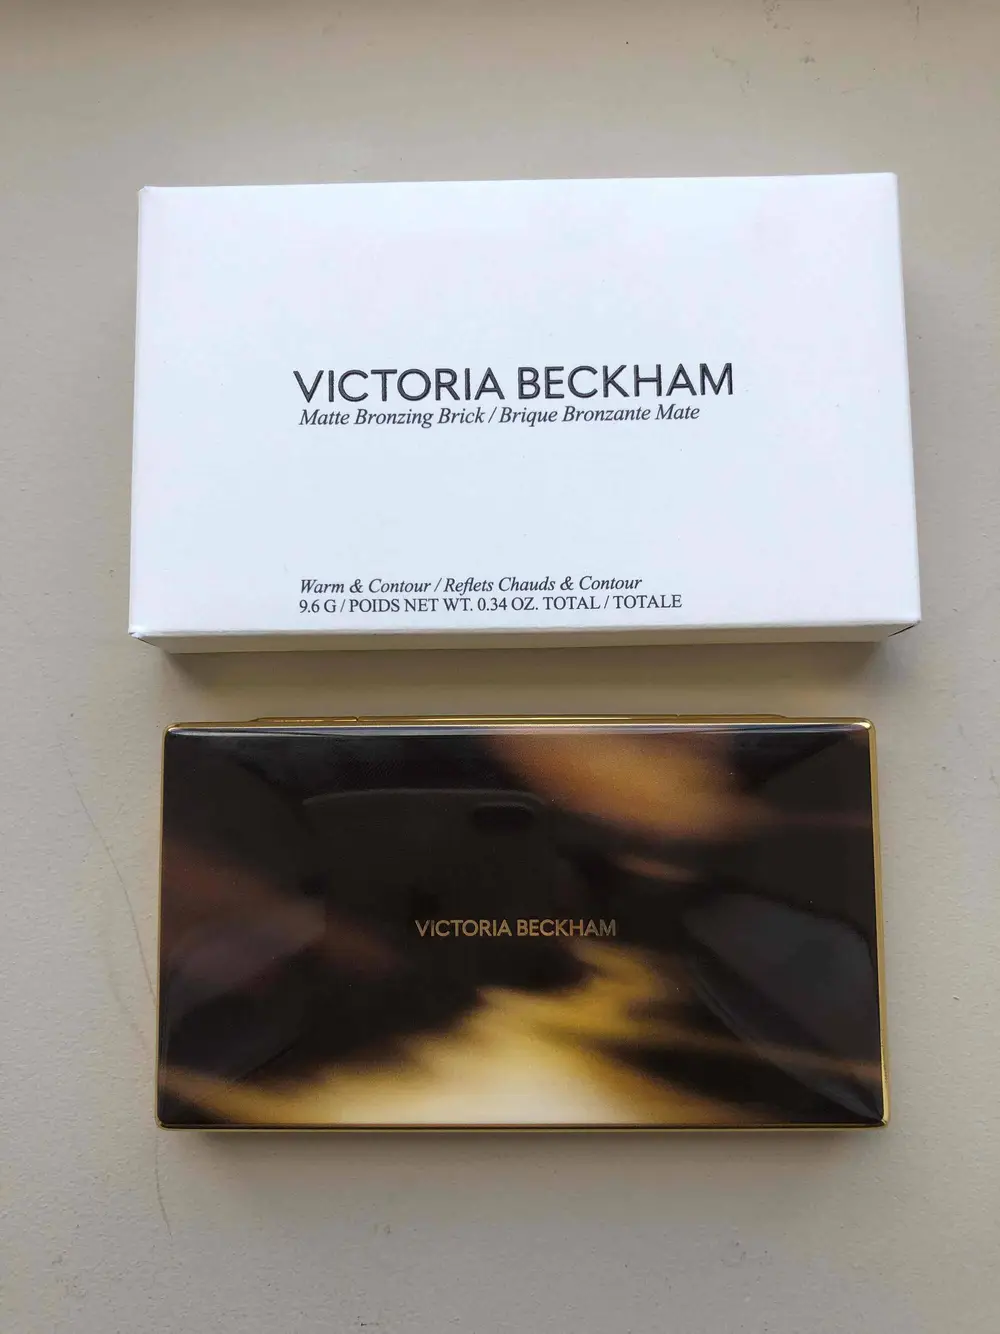 VICTORIA BECKHAM
Matte Bronzing Brick / Brique Bronzante Mate
Warm & Contour / Reflets Chauds & Contour
9.6 G / POIDS NET WT. 0.34 OZ. TOTAL / TOTALE
VICTORIA BECKHAM